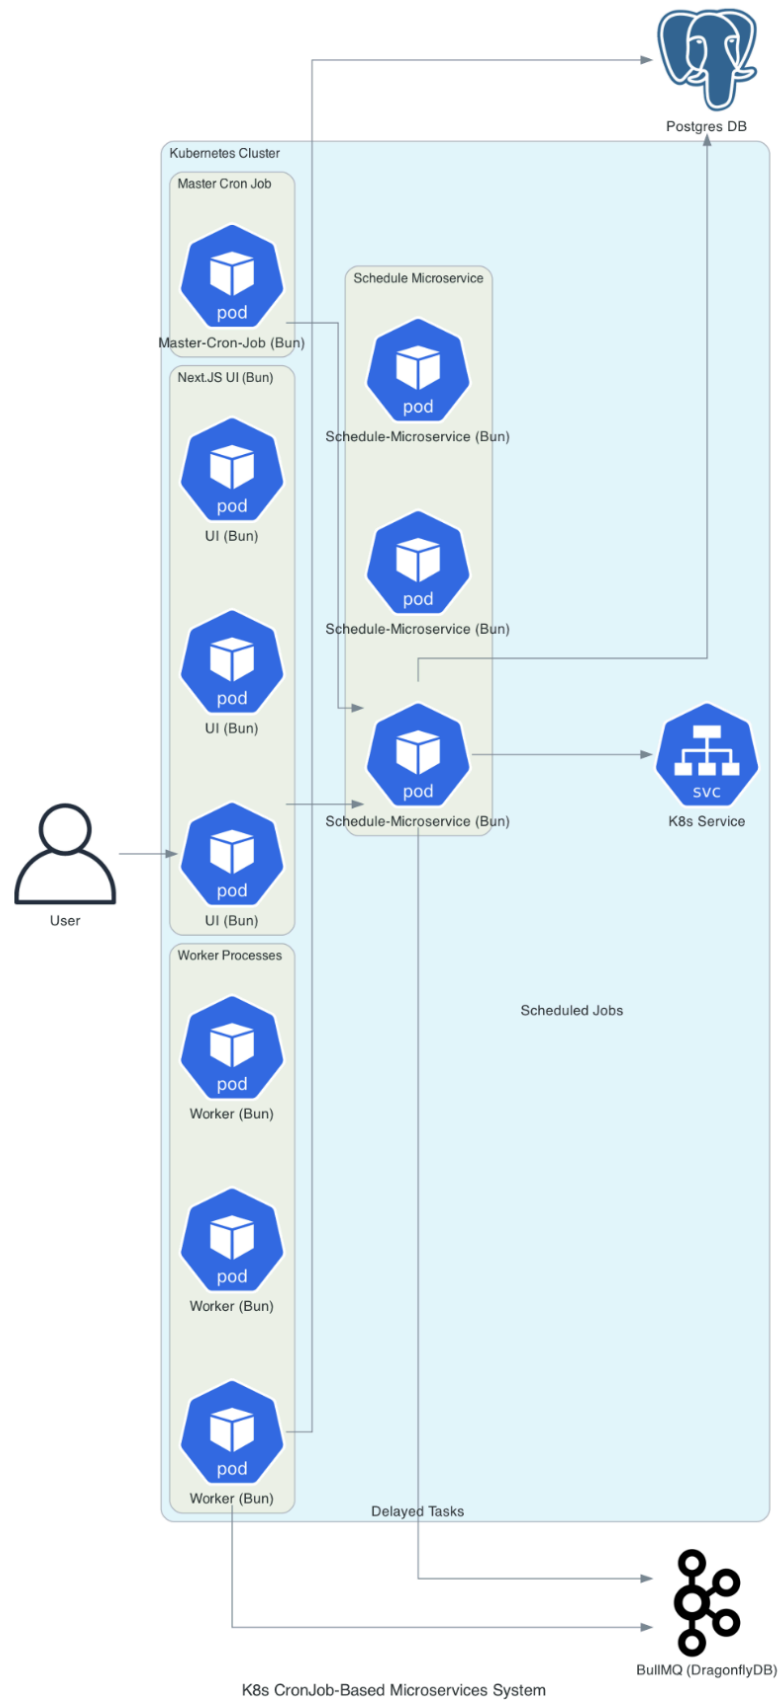 Postgres DB
Kubernetes Cluster
Master Cron Job
pod
Master-Cron-Job (Bun)
Schedule Microservice
pod
Schedule-Microservice (Bun)
pod
Schedule-Microservice (Bun)
pod
Schedule-Microservice (Bun)
Next.JS UI (Bun)
pod
UI (Bun)
pod
UI (Bun)
pod
UI (Bun)
svc
K8s Service
User
Worker Processes
pod
Worker (Bun)
pod
Worker (Bun)
pod
Worker (Bun)
Scheduled Jobs
Delayed Tasks
BullMQ (DragonflyDB)
K8s CronJob-Based Microservices System